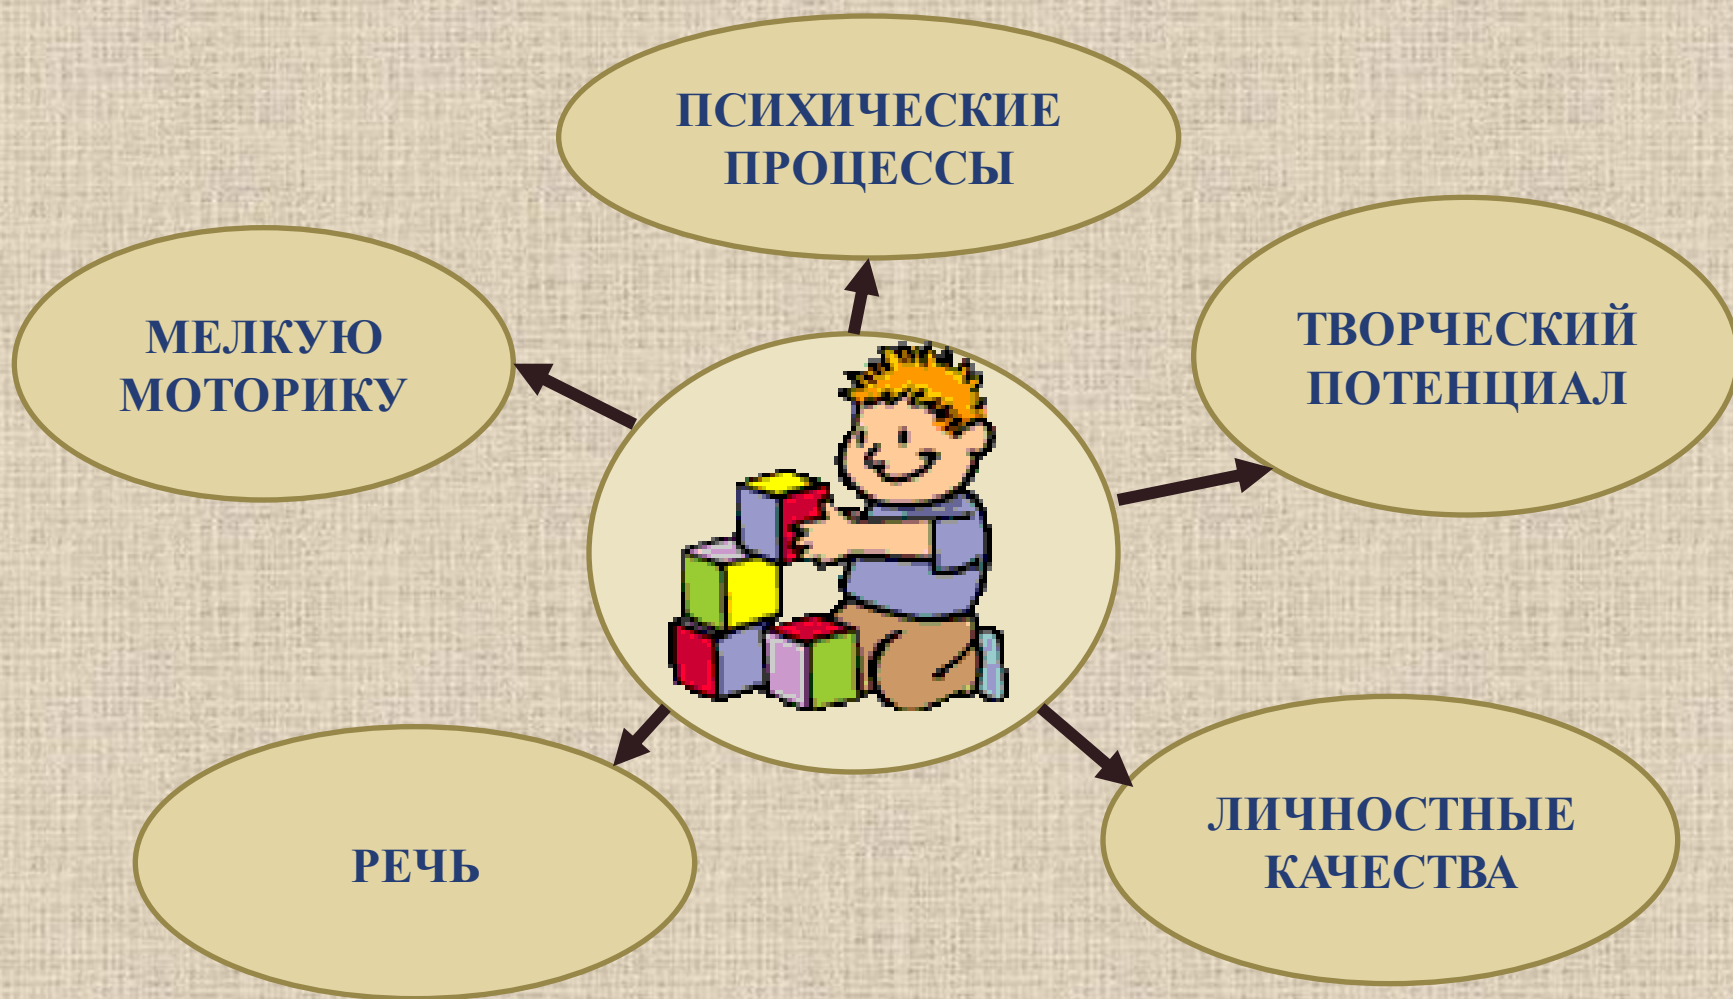 ПСИХИЧЕСКИЕ
ПРОЦЕССЫ
МЕЛКУЮ
МОТОРИКУ
ТВОРЧЕСКИЙ
ПОТЕНЦИАЛ
РЕЧЬ
ЛИЧНОСТНЫЕ
КАЧЕСТВА